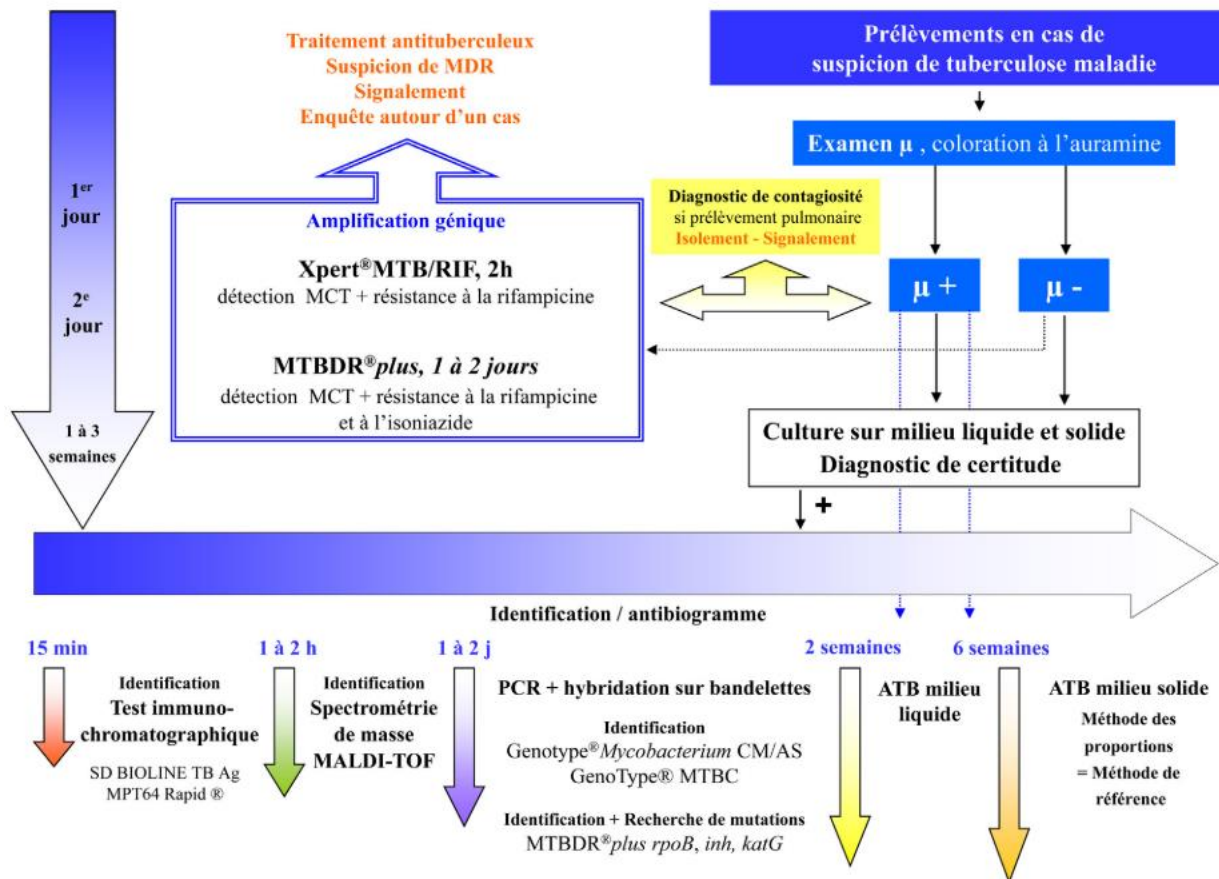 Prélèvements en cas de
suspicion de tuberculose maladie
Examen μ , coloration à l’auramine
Traitement antituberculeux
Suspicion de MDR
Signalement
Enquête autour d’un cas
1er
jour
2e
jour
1 à 3
semaines
Amplification génique
Xpert®MTB/RIF, 2h
détection MCT + résistance à la rifampicine
MTBDR®plus, 1 à 2 jours
détection MCT + résistance à la rifampicine
et à l’isoniazide
Diagnostic de contagiosité
si prélèvement pulmonaire
Isolement - Signalement
μ +
μ -
Culture sur milieu liquide et solide
Diagnostic de certitude
+
Identification / antibiogramme
15 min
Identification
Test immuno-
chromatographique
SD BIOLINE TB Ag
MPT64 Rapid ®
1 à 2 h
Identification
Spectrométrie
de masse
MALDI-TOF
1 à 2 j
PCR + hybridation sur bandelettes
Identification
Genotype®Mycobacterium CM/AS
GenoType® MTBC
Identification + Recherche de mutations
MTBDR®plus rpoB, inh, katG
2 semaines
ATB milieu
liquide
6 semaines
ATB milieu solide
Méthode des
proportions
= Méthode de
référence